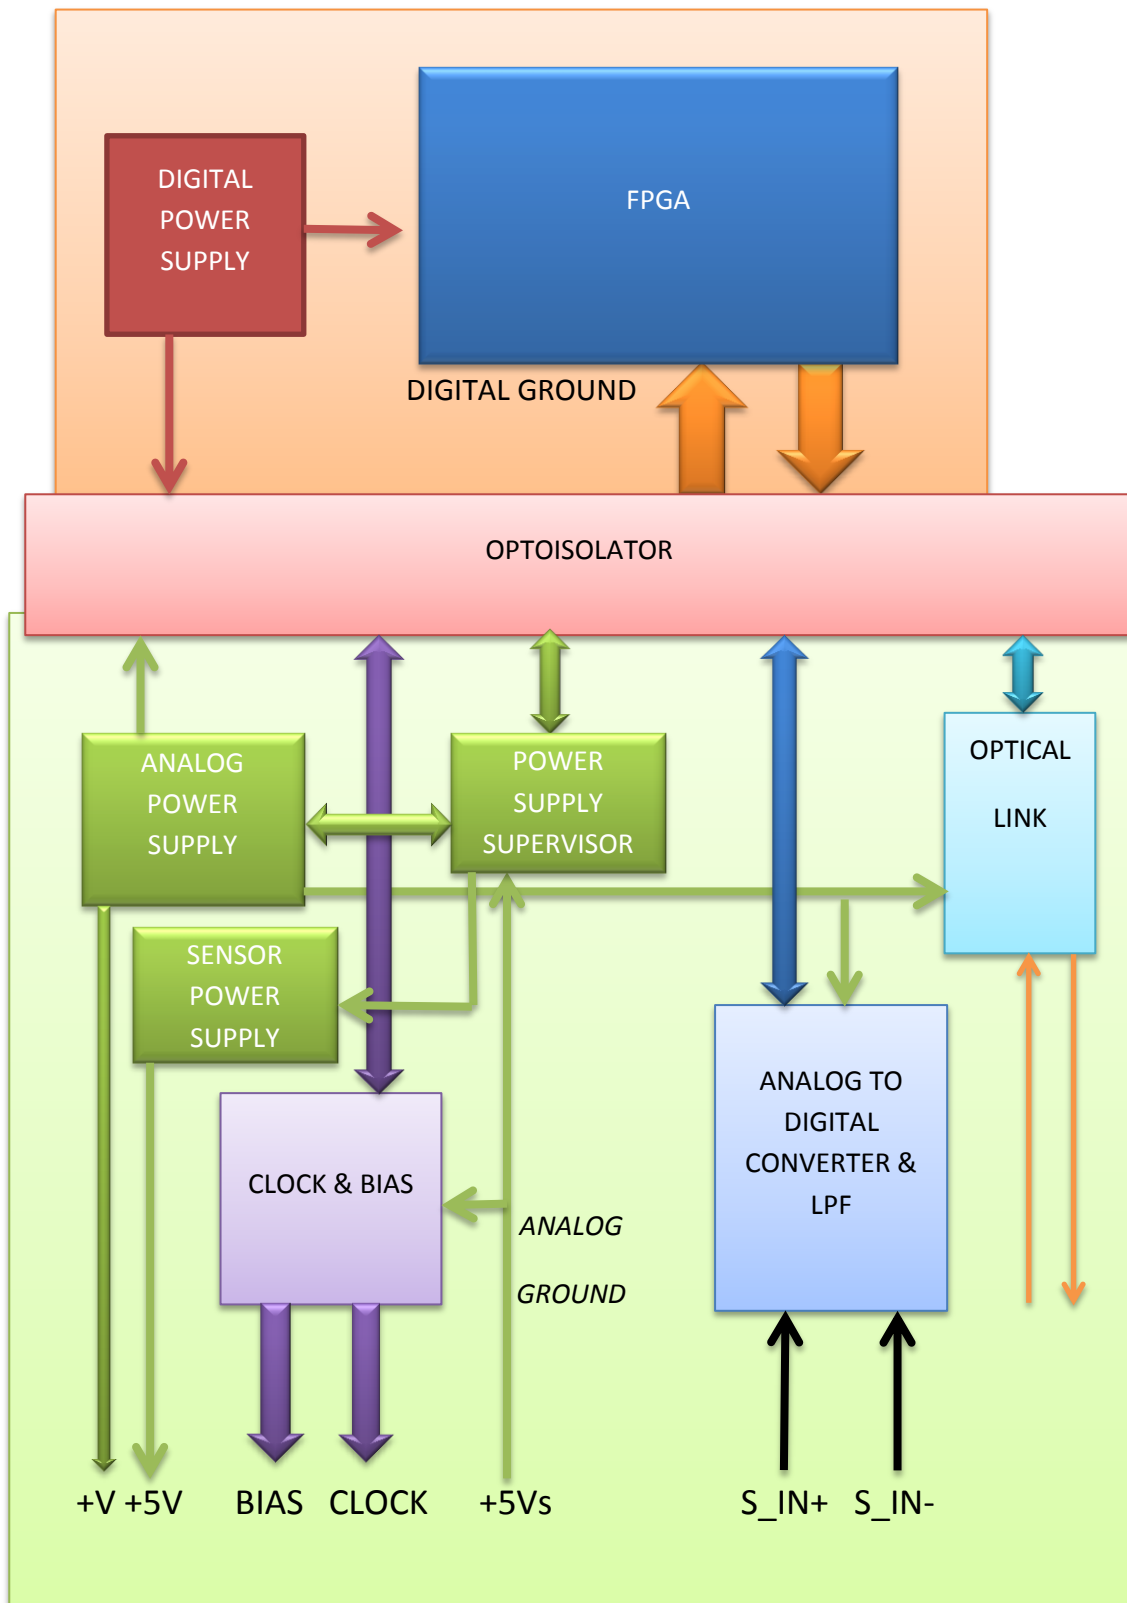 DIGITAL
POWER
SUPPLY
FPGA
DIGITAL GROUND
OPTOISOLATOR
ANALOG
POWER
SUPPLY
POWER
SUPPLY
SUPERVISOR
OPTICAL
LINK
SENSOR
POWER
SUPPLY
CLOCK & BIAS
ANALOG
GROUND
ANALOG TO
DIGITAL
CONVERTER &
LPF
+V +5V BIAS CLOCK +5Vs S_IN+ S_IN-